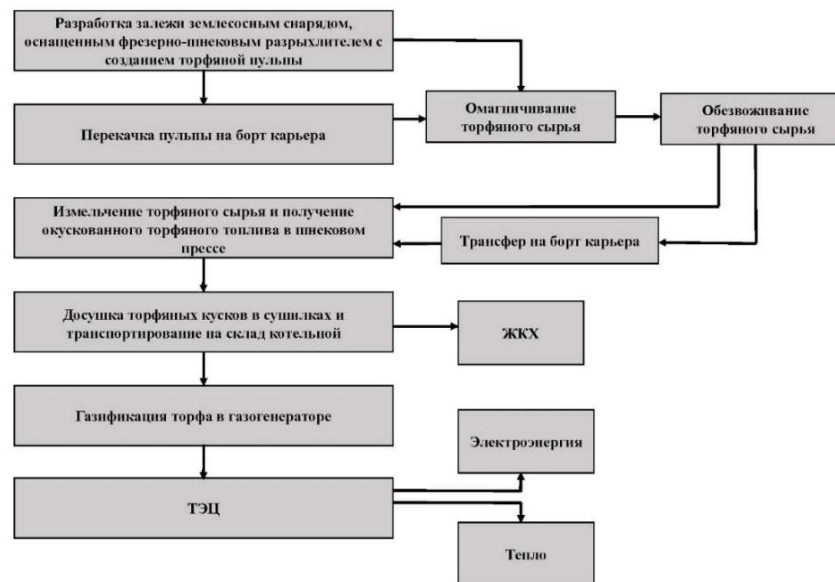 Разработка залежи землесосным снарядом,
оснащенным фрезерно-шнековым разрыхлителем с
созданием торфяной пульпы
Перекачка пульпы на борт карьера
Омагничивание
торфяного сырья
Обезвоживание
торфяного сырья
Измельчение торфяного сырья и получение
окускованного торфяного топлива в шнековом
прессе
Трансфер на борт карьера
Досушка торфяных кусков в сушилках и
транспортирование на склад котельной
ЖКХ
Газификация торфа в газогенераторе
Электроэнергия
ТЭЦ
Тепло